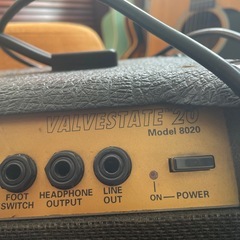 VALVESTATE 20
Model 8020
FOOT SWITCH
HEADPHONE OUTPUT
LINE OUT
ON
POWER